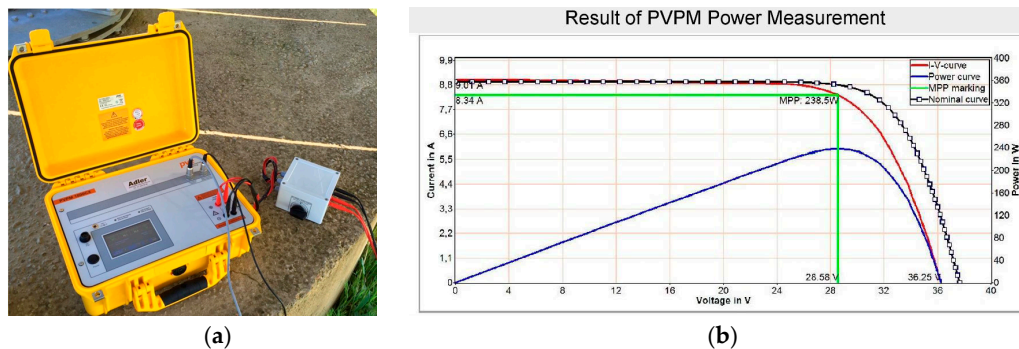 Adler
Result of PVPM Power Measurement
9,9
8,8
7,7
6,6
5,5
4,4
3,3
2,2
1,1
0
Current in A
9.01 A
8.34 A
MPP: 238.5W
I-V-curve
Power curve
MPP marking
Nominal curve
400
360
320
280
240
200
160
120
80
40
0
Power in W
28.58 V
36.25 V
0 4 8 12 16 20 24 28 32 36 40
Voltage in V
(a)
(b)